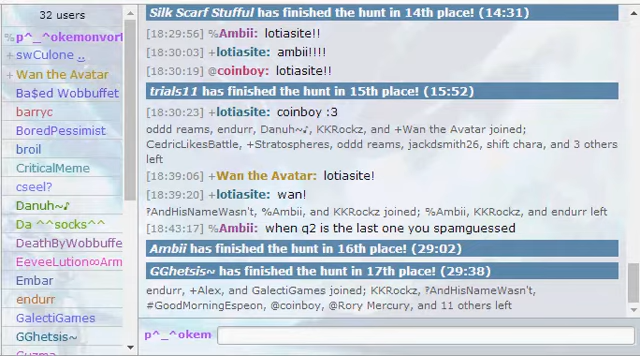 32 users
p^_^okemonvort
+ swCulone ..
+ Wan the Avatar
Ba$ed Wobbuffet
barryc
BoredPessimist
broil
CriticalMeme
cseel?
Danuh~♪
Da ^^socks^^
DeathByWobbuffe
EeveeLution∞Arm
Embar
endurr
GalectiGames
GGhetsis~
Guzma
Silk Scarf Stufful has finished the hunt in 14th place! (14:31)
[18:29:56] %Ambii: lotiasite!!
[18:30:03] +lotiasite: ambii!!!!
[18:30:19] @coinboy: lotiasite!!
trials11 has finished the hunt in 15th place! (15:52)
[18:30:23] +lotiasite: coinboy :3
oddd reams, endurr, Danuh~♪, KKRockz, and +Wan the Avatar joined;
CedricLikesBattle, +Stratospheres, oddd reams, jackdsmith26, shift chara, and 3 others
left
[18:39:06] +Wan the Avatar: lotiasite!
[18:39:20] +lotiasite: wan!
‽AndHisNameWasn't, %Ambii, and KKRockz joined; %Ambii, KKRockz, and endurr left
[18:43:17] %Ambii: when q2 is the last one you spamguessed
Ambii has finished the hunt in 16th place! (29:02)
GGhetsis~ has finished the hunt in 17th place! (29:38)
endurr, +Alex, and GalectiGames joined; KKRockz, ‽AndHisNameWasn't,
#GoodMorningEspeon, @coinboy, @Rory Mercury, and 11 others left
p^_^okem